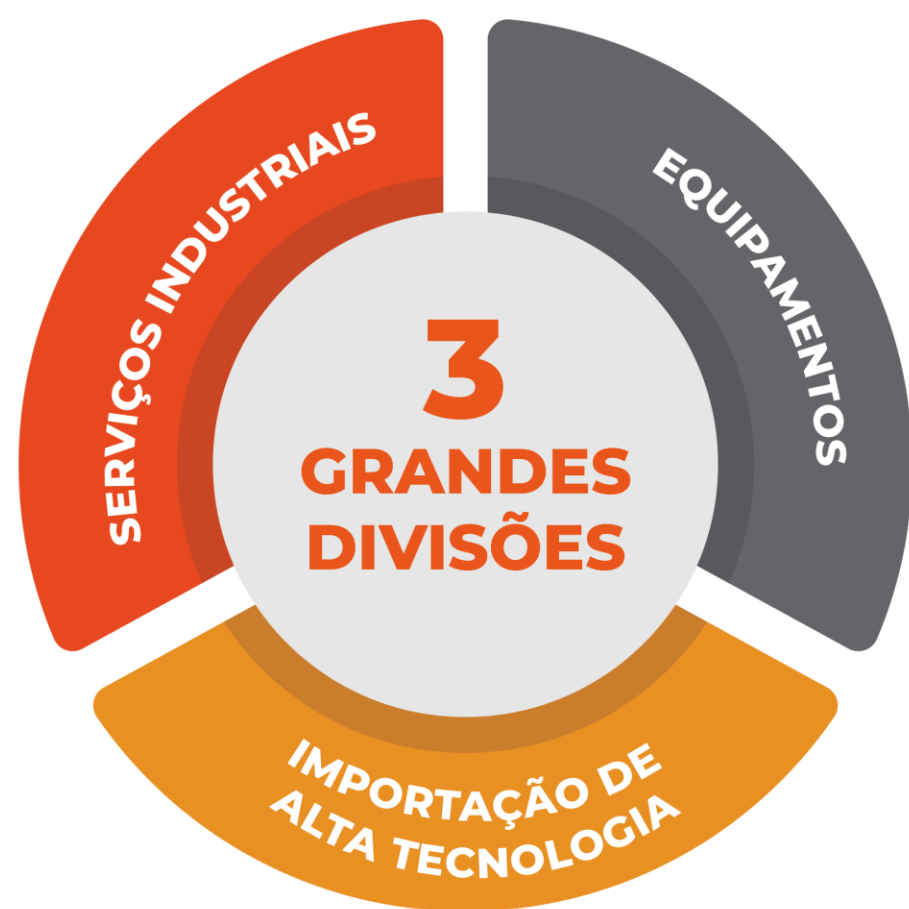 SERVIÇOS INDUSTRIAIS
EQUIPAMENTOS
3
GRANDES
DIVISÕES
IMPORTAÇÃO DE
ALTA TECNOLOGIA